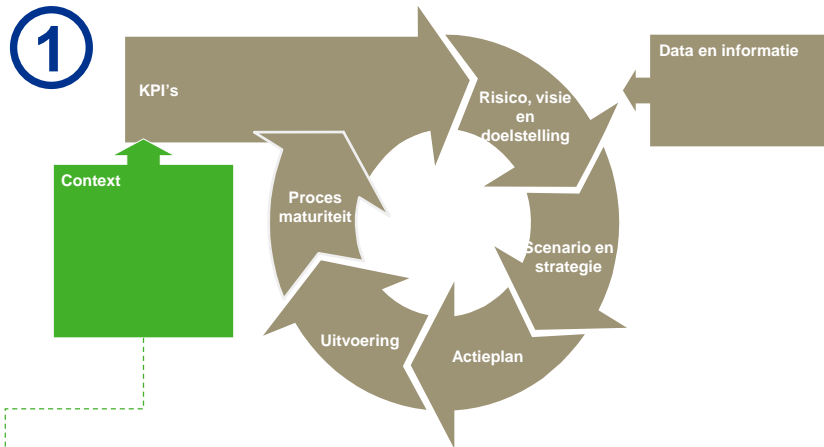 1
KPI's
Risico, visie
en
doelstelling
Data en informatie
Context
Proces
maturiteit
Scenario en
strategie
Uitvoering
Actieplan